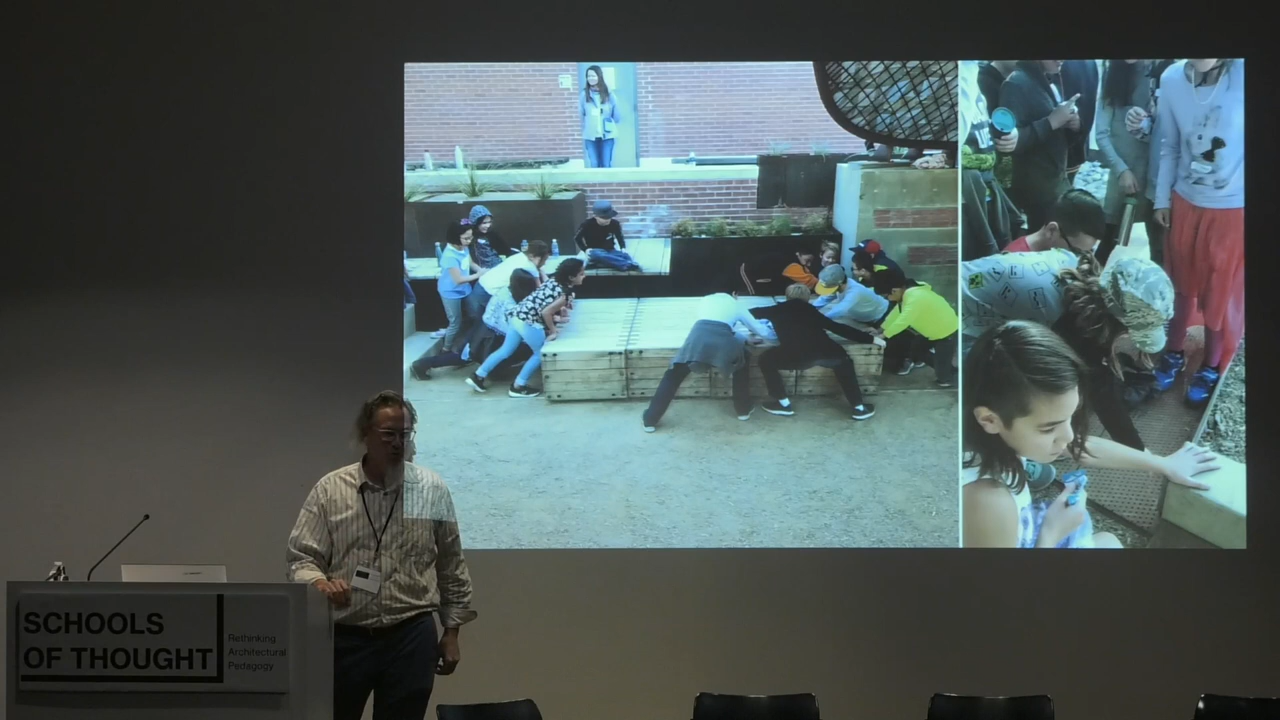 SCHOOLS
OF THOUGHT
Rethinking
Architectural
Pedagogy